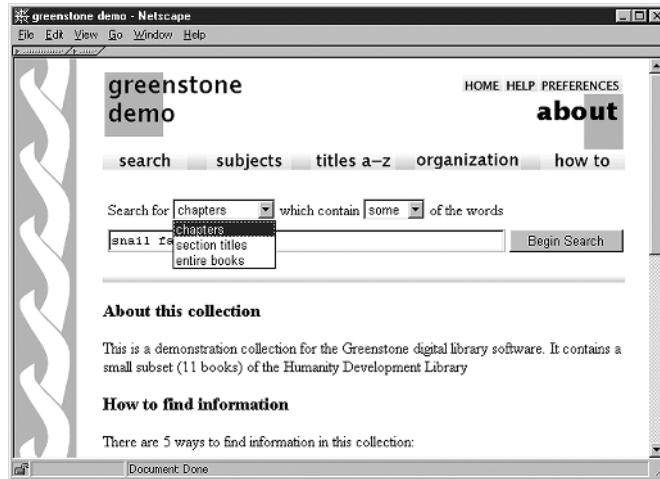 greenstone demo - Netscape
File Edit View Go Window Help
greenstone
demo
HOME HELP PREFERENCES
about
search subjects titles a–z organization how to
Search for chapters which contain some of the words
chapters
section titles
entire books
snail Begin Search
About this collection
This is a demonstration collection for the Greenstone digital library software. It contains a
small subset (11 books) of the Humanity Development Library
How to find information
There are 5 ways to find information in this collection:
Document: Done